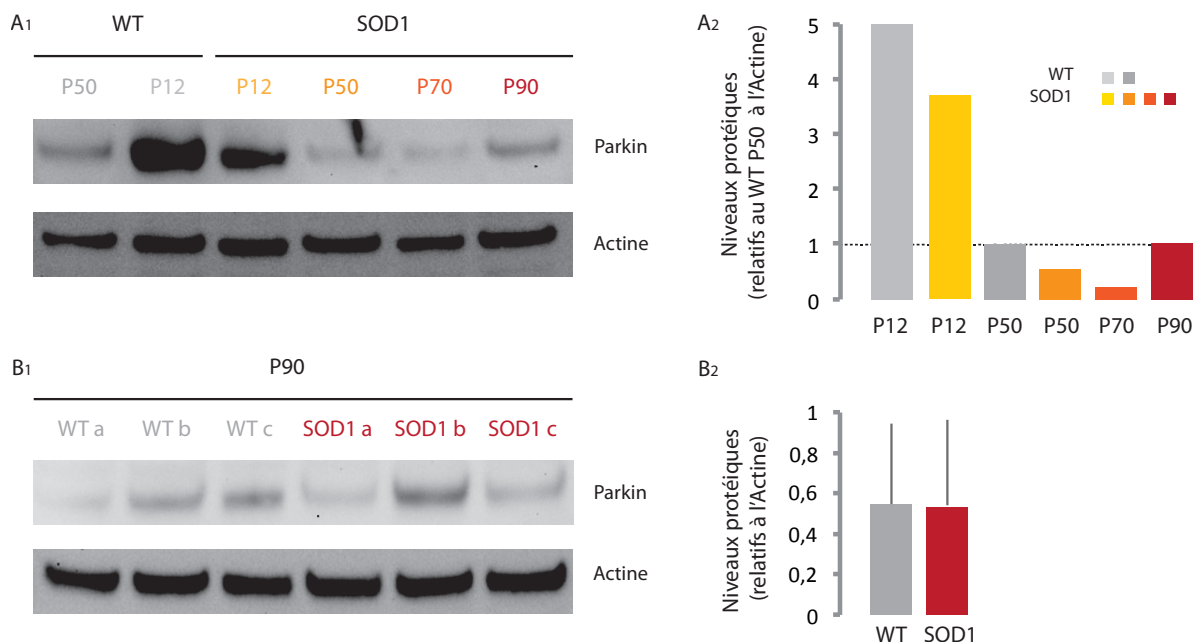 A1
WT SOD1
P50 P12 P12 P50 P70 P90
Parkin
Actine
A2
Niveaux protéiques
(relatifs au WT P50 à l'Actine)
5
4
3
2
1
0
WT
SOD1
P12 P12 P50 P50 P70 P90
B1
P90
WT a WT b WT c SOD1 a SOD1 b SOD1 c
Parkin
Actine
B2
Niveaux protéiques
(relatifs à l'Actine)
1
0,8
0,6
0,4
0,2
0
WT SOD1